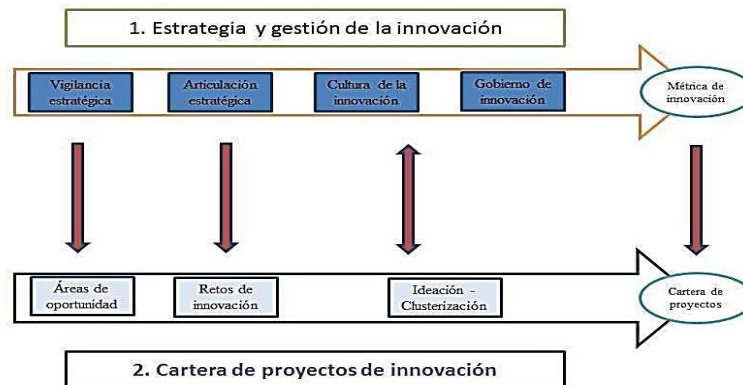 1. Estrategia y gestión de la innovación
Vigilancia
estratégica
Articulación
estratégica
Cultura de la
innovación
Gobierno de
innovación
Métrica de
innovación
Áreas de
oportunidad
Retos de
innovación
Ideación -
Clusterización
Cartera de
proyectos
2. Cartera de proyectos de innovación